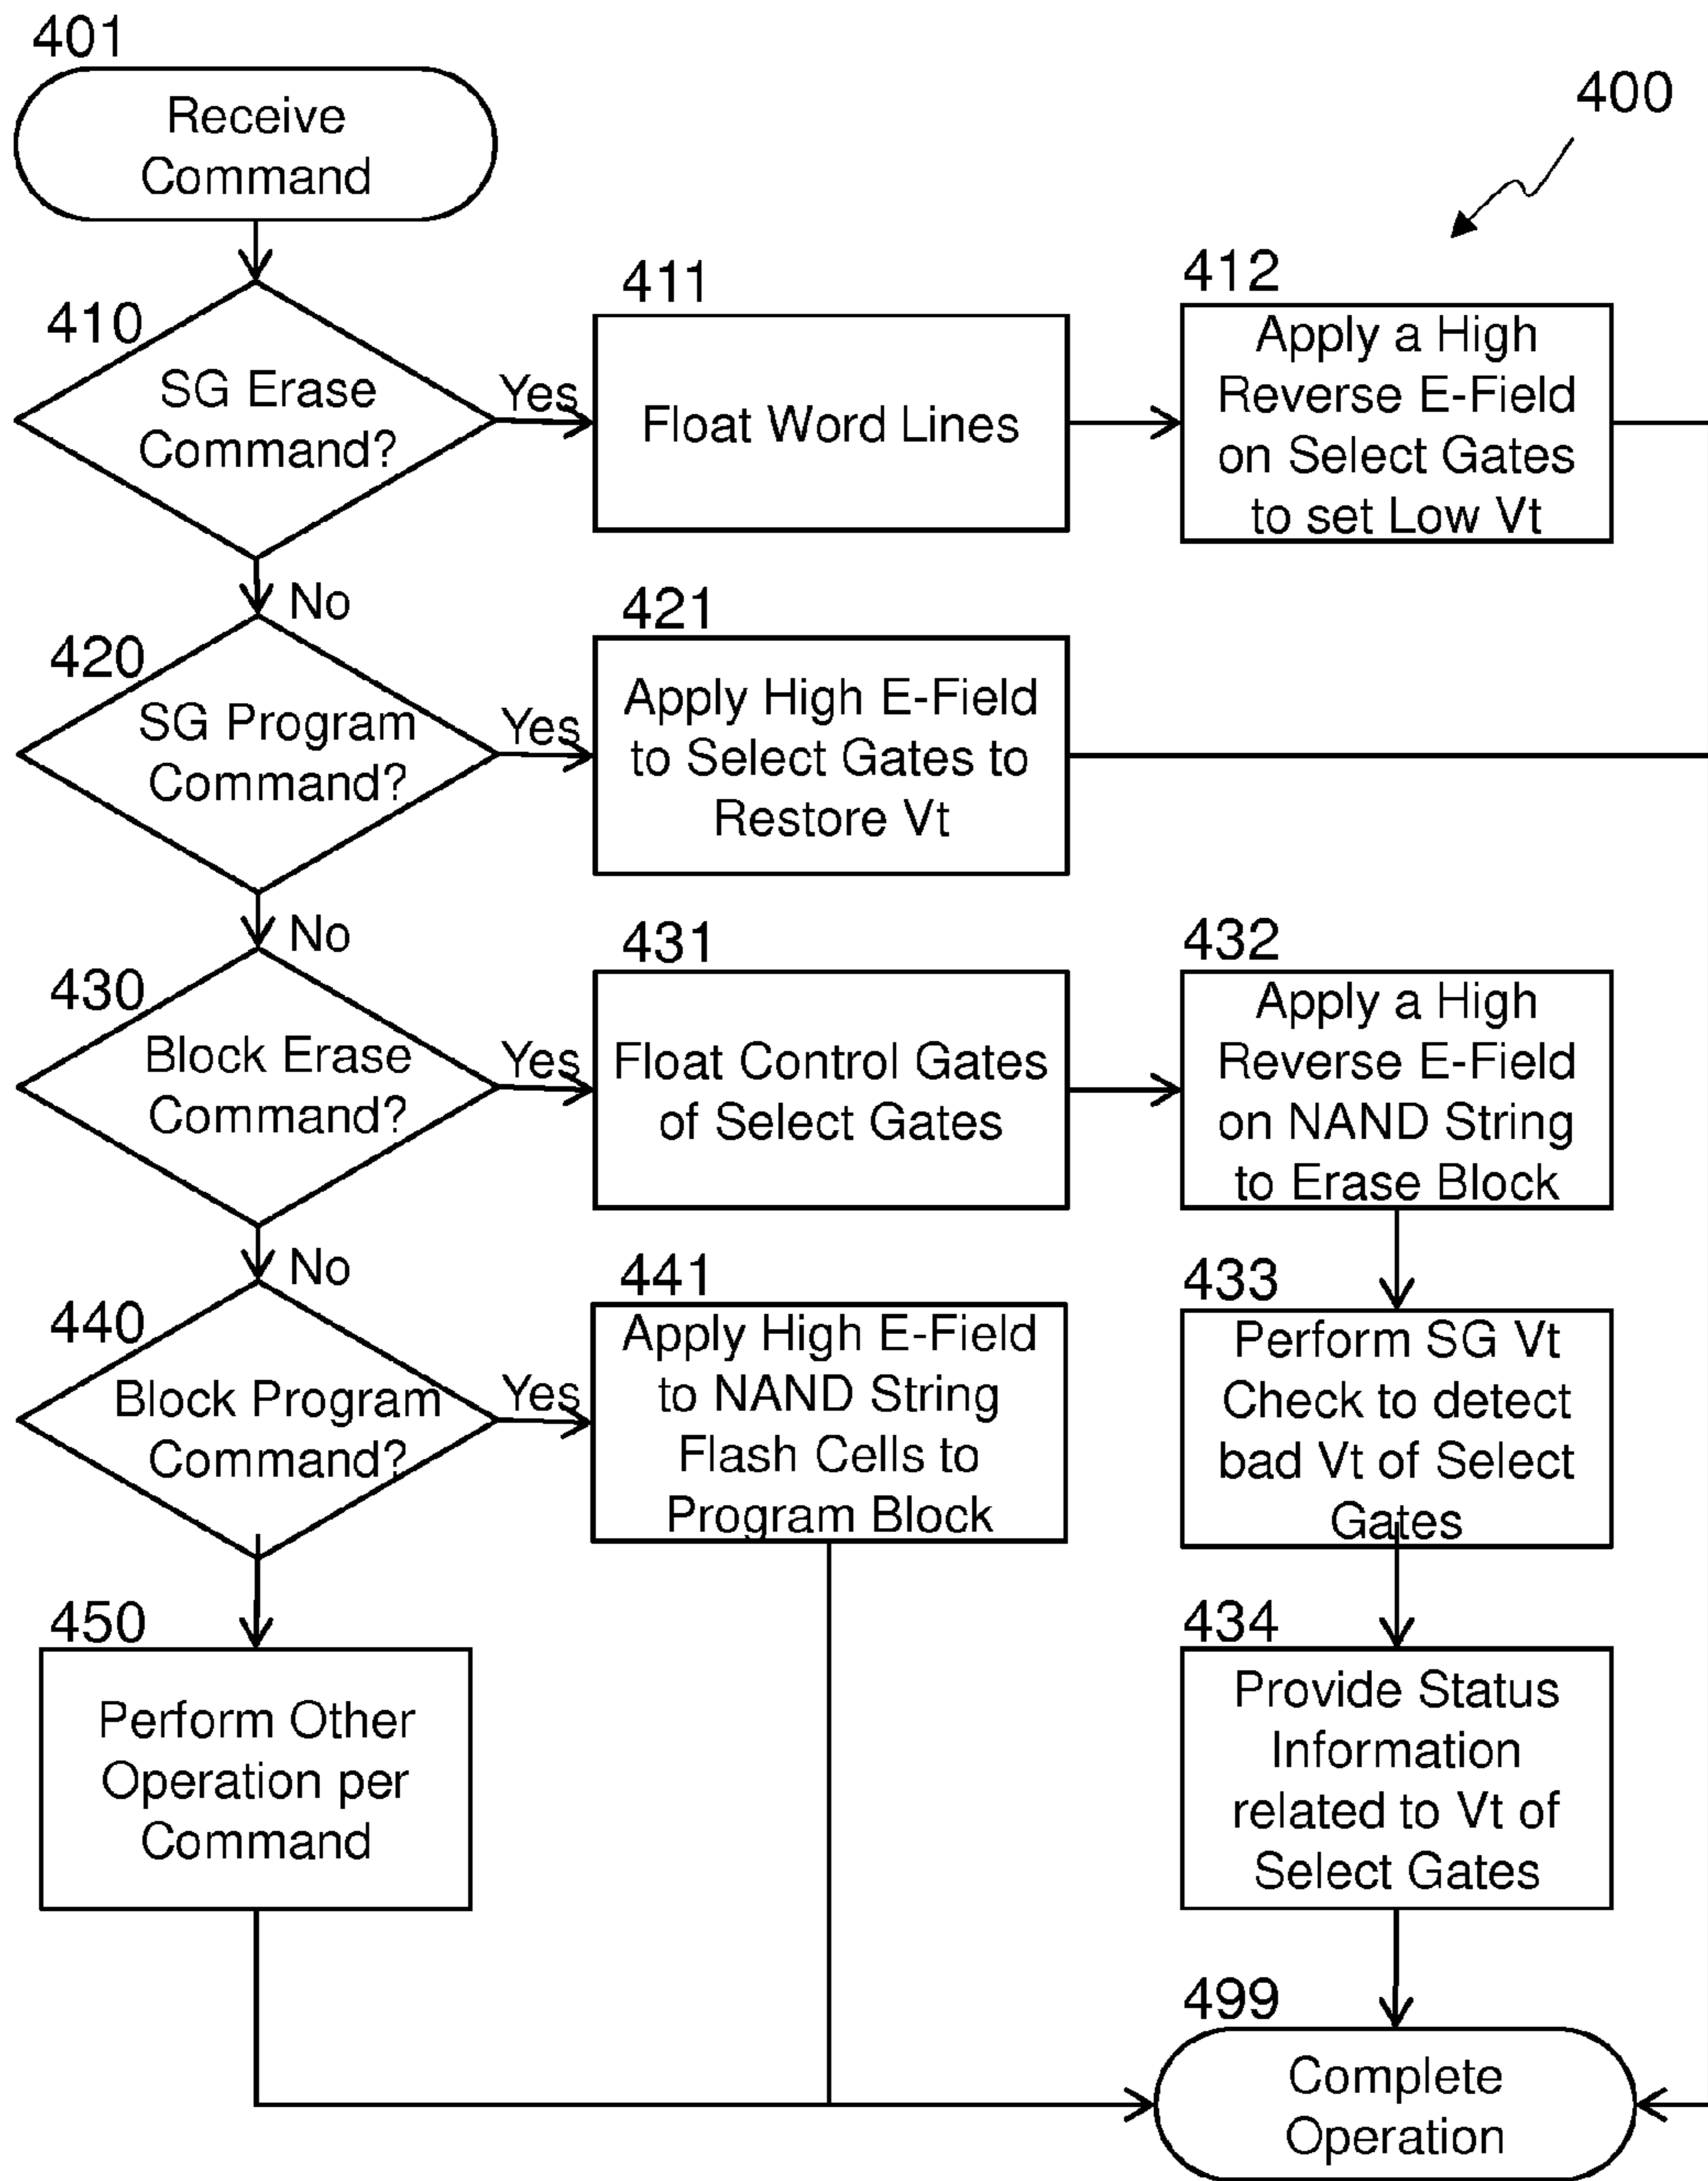 401
Receive
Command
400
410
SG Erase
Command?
Yes
411
Float Word Lines
412
Apply a High
Reverse E-Field
on Select Gates
to set Low Vt
No
420
SG Program
Command?
Yes
421
Apply High E-Field
to Select Gates to
Restore Vt
No
430
Block Erase
Command?
Yes
431
Float Control Gates
of Select Gates
432
Apply a High
Reverse E-Field
on NAND String
to Erase Block
No
440
Block Program
Command?
Yes
441
Apply High E-Field
to NAND String
Flash Cells to
Program Block
433
Perform SG Vt
Check to detect
bad Vt of Select
Gates
450
Perform Other
Operation per
Command
434
Provide Status
Information
related to Vt of
Select Gates
499
Complete
Operation